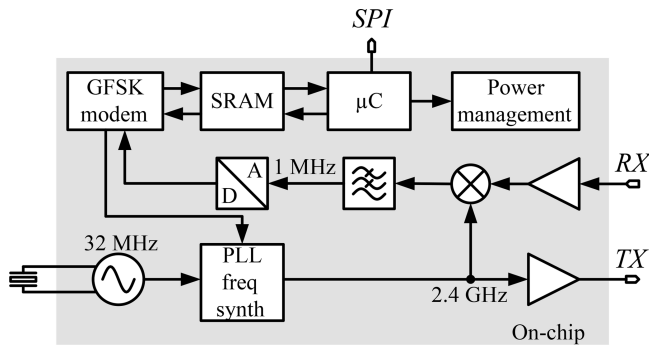 SPI
GFSK
modem
SRAM
µC
Power
management
A
D
1 MHz
RX
32 MHz
PLL
freq
synth
2.4 GHz
TX
On-chip